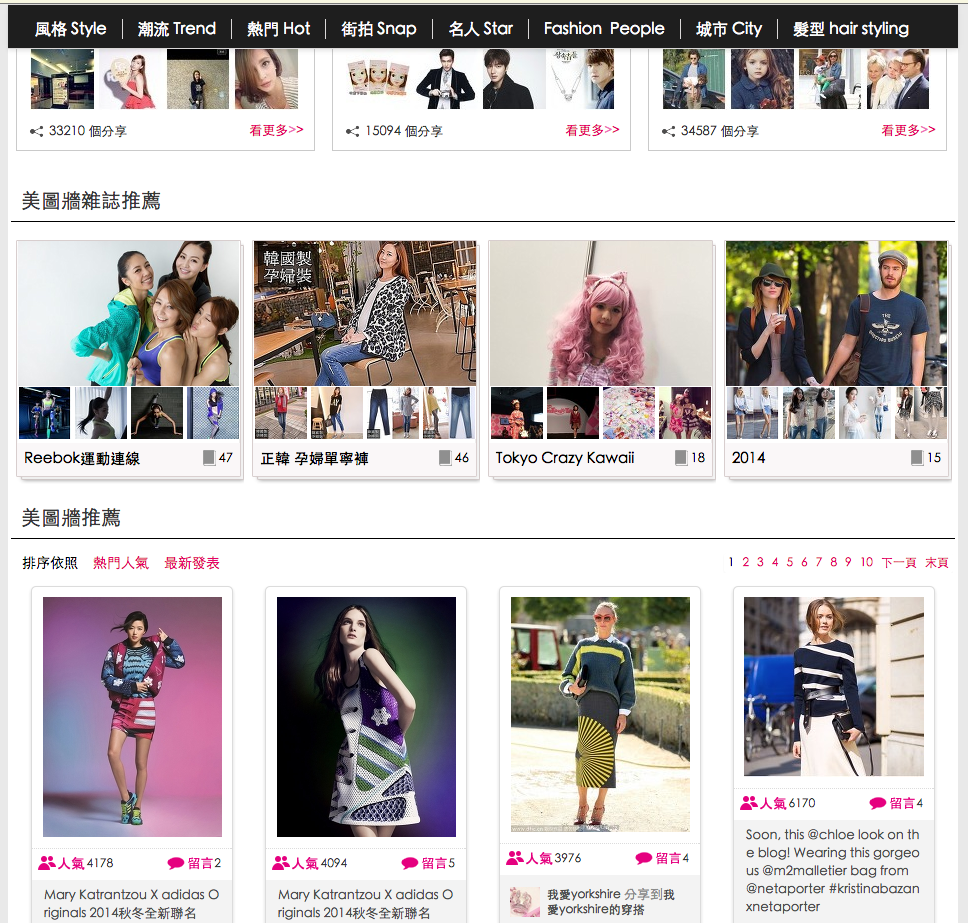 風格 Style 潮流 Trend 熱門 Hot 街拍 Snap 名人 Star Fashion People 城市 City 髮型 hair styling
33210 個分享 看更多>> 15094 個分享 看更多>> 34587 個分享 看更多>>
美圖牆雜誌推薦
韓國製
孕婦裝
THE
Reebok運動連線 47 正韓 孕婦單寧褲 46 Tokyo Crazy Kawaii 18 2014 15
美圖牆推薦
排序依照 熱門人氣 最新發表 1 2 3 4 5 6 7 8 9 10 下一頁 末頁
人氣 4178 留言 2
Mary Katrantzou X adidas O
riginals 2014秋冬全新聯名
人氣 4094 留言 5
Mary Katrantzou X adidas O
riginals 2014秋冬全新聯名
人氣 3976 留言 4
我愛yorkshire 分享到我
愛yorkshire的穿搭
人氣 6170 留言 4
Soon, this @chloe look on th
e blog! Wearing this gorgeo
us @m2malletier bag from
@netaporter #kristinabazan
xnetaporter